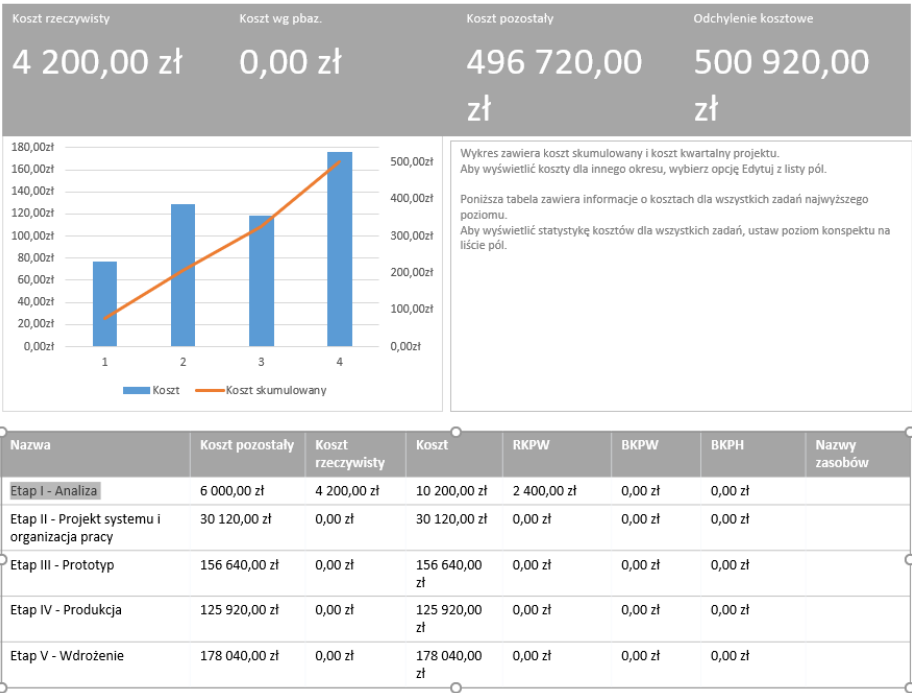 Koszt rzeczywisty
4 200,00 zł
Koszt wg pbaz.
0,00 zł
Koszt pozostały
496 720,00
zł
Odchylenie kosztowe
500 920,00
zł
180,00zł
160,00zł
140,00zł
120,00zł
100,00zł
80,00zł
60,00zł
40,00zł
20,00zł
0,00zł
500,00zł
400,00zł
300,00zł
200,00zł
100,00zł
0,00zł
1 2 3 4
Koszt Koszt skumulowany
Wykres zawiera koszt skumulowany i koszt kwartalny projektu.
Aby wyświetlić koszty dla innego okresu, wybierz opcję Edytuj z listy pól.
Poniższa tabela zawiera informacje o kosztach dla wszystkich zadań najwyższego
poziomu.
Aby wyświetlić statystykę kosztów dla wszystkich zadań, ustaw poziom konspektu na
liście pól.
Nazwa Koszt pozostały Koszt Koszt RKPW BKPW BKPH Nazwy
rzeczywisty zasobów
Etap I - Analiza 6 000,00 zł 4 200,00 zł 10 200,00 zł 2 400,00 zł 0,00 zł 0,00 zł
Etap II - Projekt systemu i 30 120,00 zł 0,00 zł 30 120,00 zł 0,00 zł 0,00 zł 0,00 zł
organizacja pracy
Etap III - Prototyp 156 640,00 zł 0,00 zł 156 640,00 0,00 zł 0,00 zł 0,00 zł
zł
Etap IV - Produkcja 125 920,00 zł 0,00 zł 125 920,00 0,00 zł 0,00 zł 0,00 zł
zł
Etap V - Wdrożenie 178 040,00 zł 0,00 zł 178 040,00 0,00 zł 0,00 zł 0,00 zł
zł